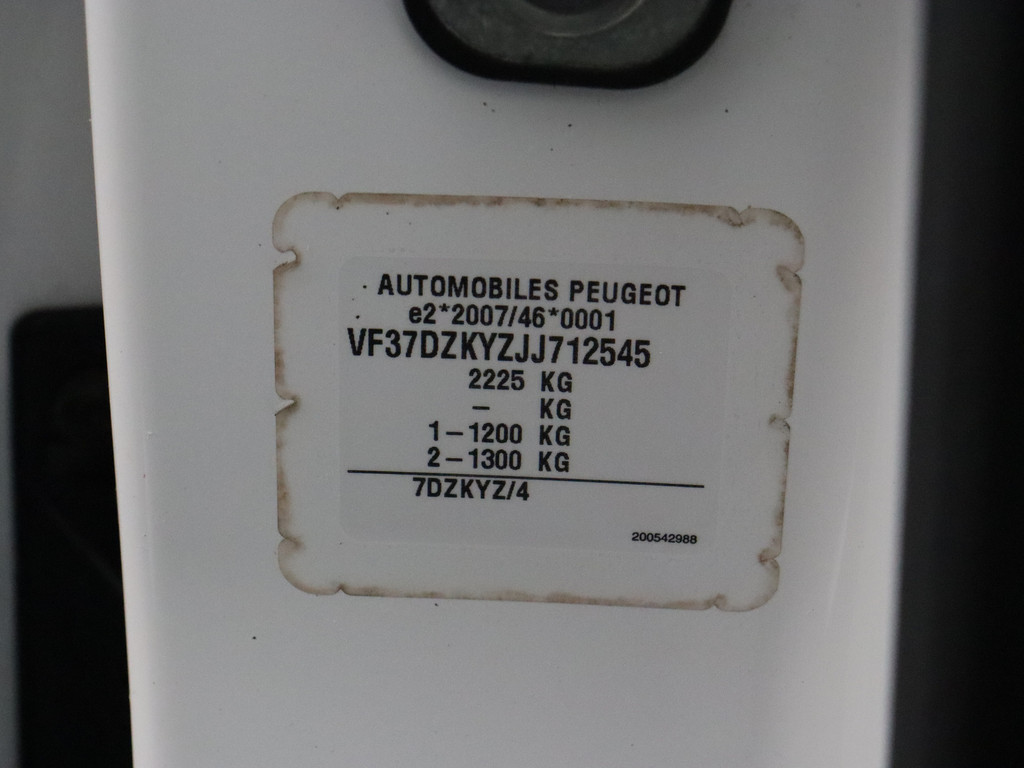 AUTOMOBILES PEUGEOT
e2*2007/46*0001
VF37DZKYZJJ712545
2225 KG
– KG
1–1200 KG
2–1300 KG
7DZKYZ/4
200542988